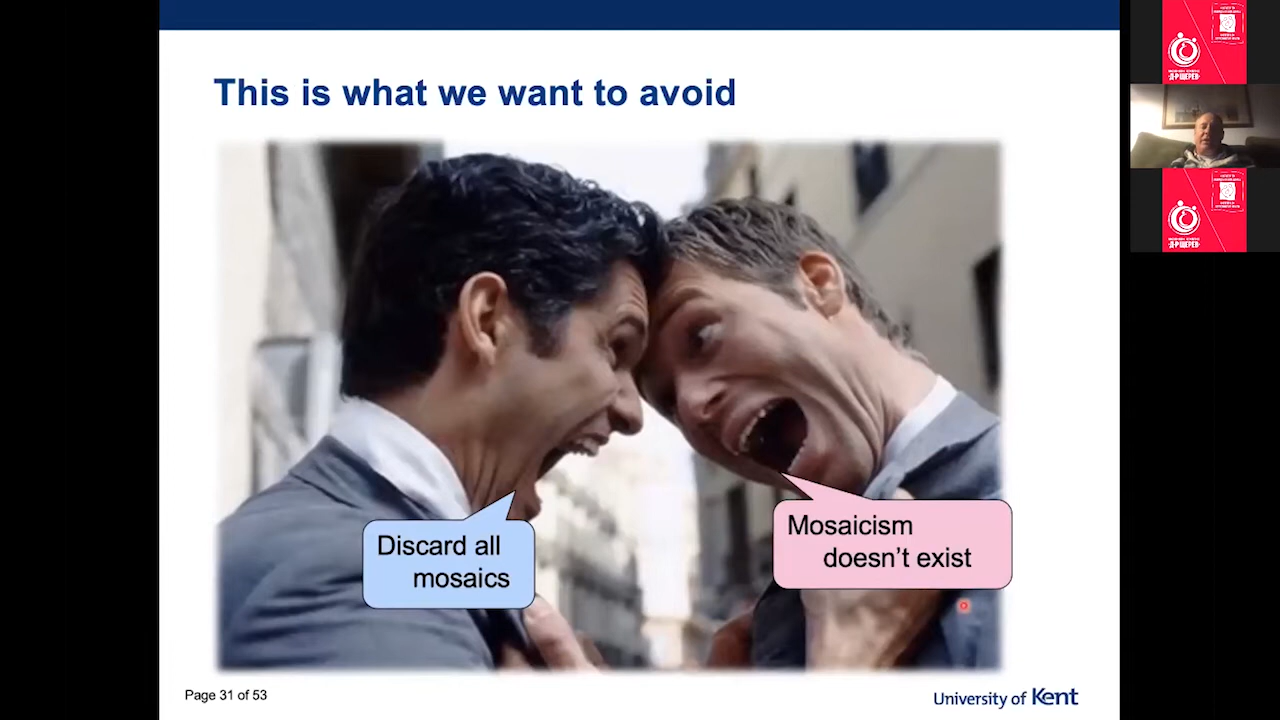 This is what we want to avoid
Discard all
mosaics
Mosaicism
doesn't exist
Page 31 of 53
University of Kent